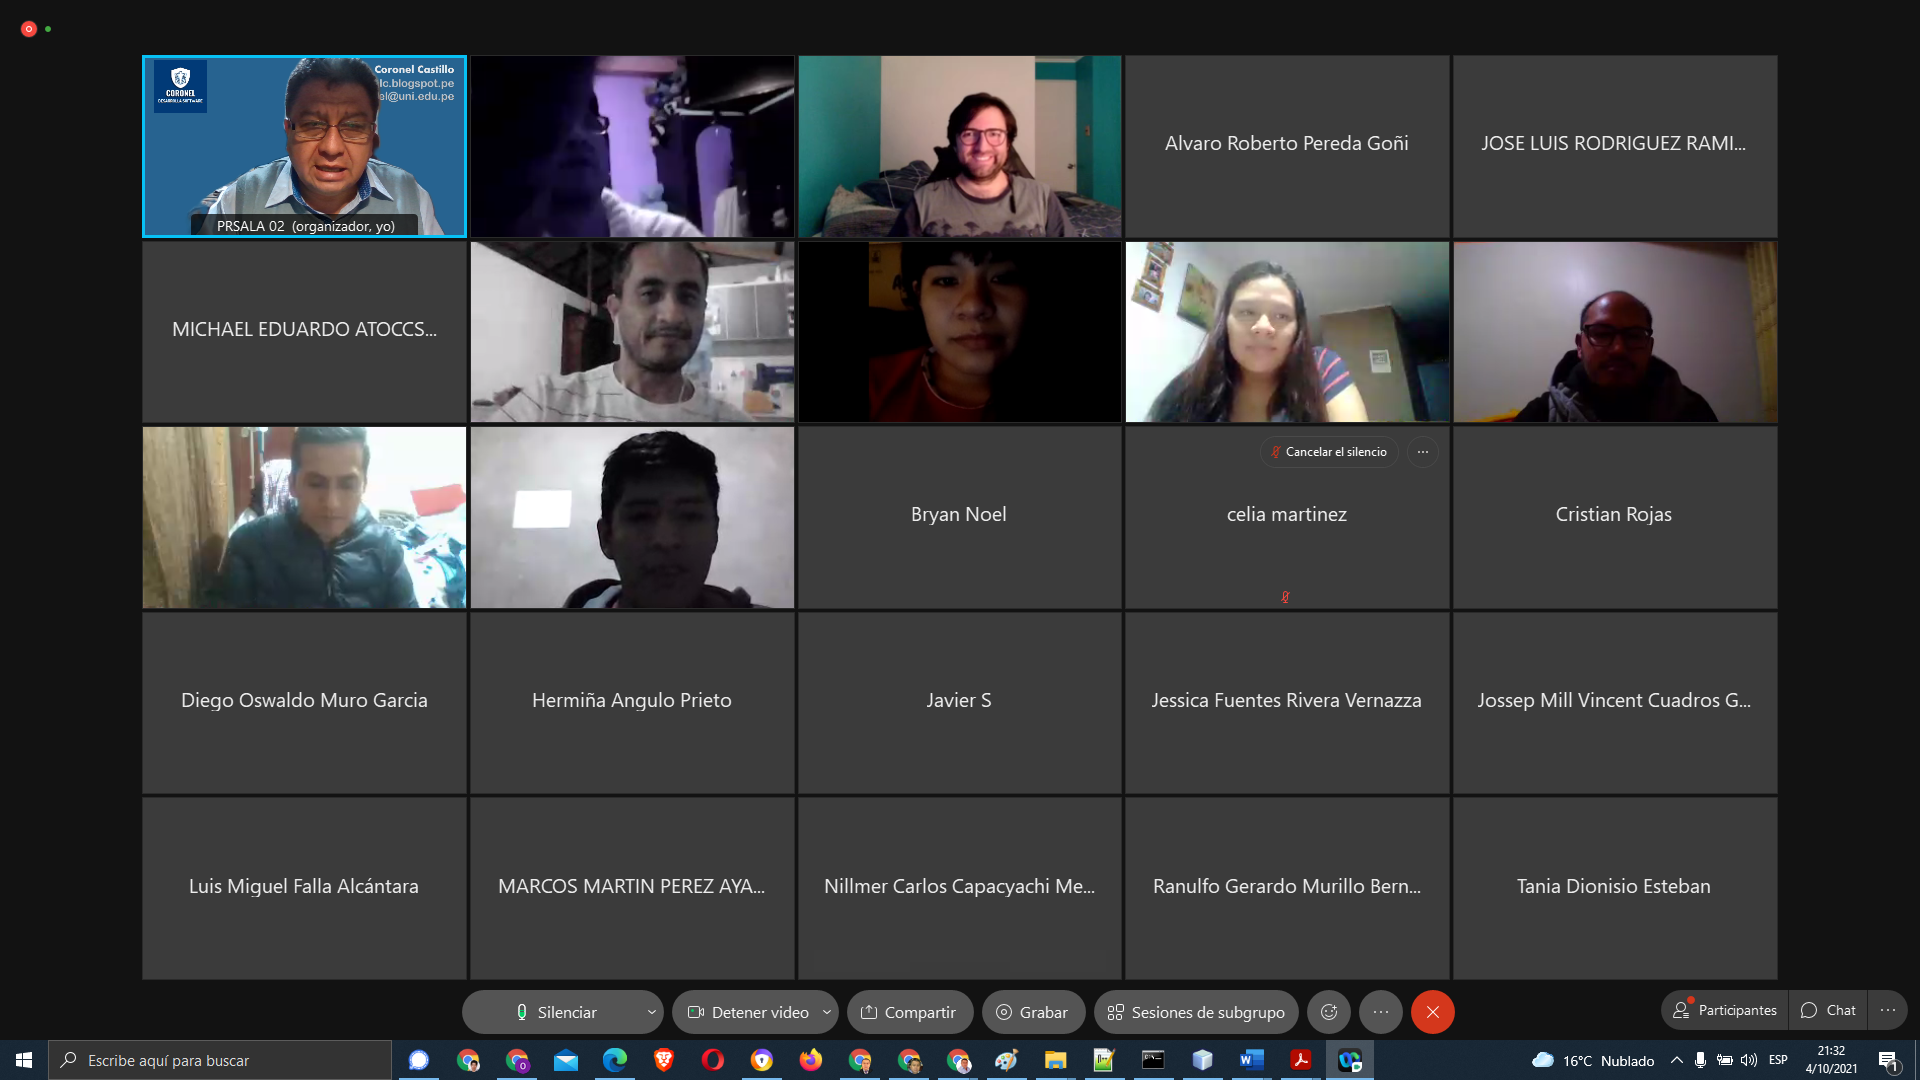 CORONEL
DESARROLLA SOFTWARE
Coronel Castillo
lc.blogspot.pe
el@uni.edu.pe
PRSALA 02 (organizador, yo)
Alvaro Roberto Pereda Goñi
JOSE LUIS RODRIGUEZ RAMI...
MICHAEL EDUARDO ATOCCS...
Cancelar el silencio
Bryan Noel
celia martinez
Cristian Rojas
Diego Oswaldo Muro Garcia
Hermiña Angulo Prieto
Javier S
Jessica Fuentes Rivera Vernazza
Jossep Mill Vincent Cuadros G...
Luis Miguel Falla Alcántara
MARCOS MARTIN PEREZ AYA...
Nillmer Carlos Capacyachi Me...
Ranulfo Gerardo Murillo Bern...
Tania Dionisio Esteban
Silenciar
Detener video
Compartir
Grabar
Sesiones de subgrupo
Participantes
Chat
Escribe aquí para buscar
16°C Nublado
ESP
21:32
4/10/2021
1